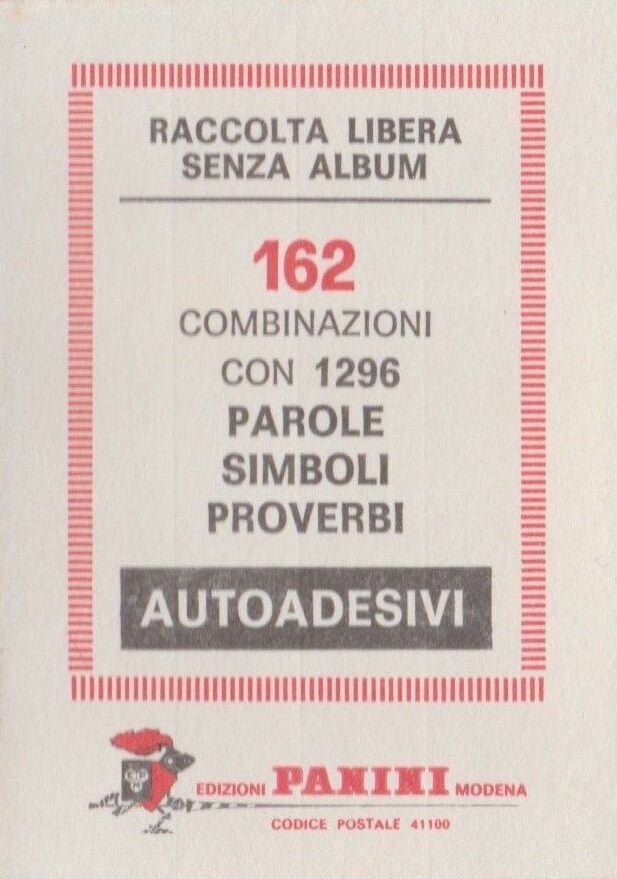 RACCOLTA LIBERA
SENZA ALBUM
162
COMBINAZIONI
CON 1296
PAROLE
SIMBOLI
PROVERBI
AUTOADESIVI
EDIZIONI PANINI MODENA
CODICE POSTALE 41100